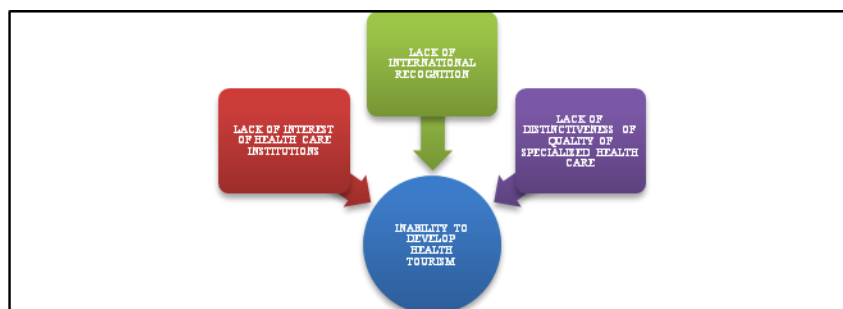 LACK OF
INTERNATIONAL
RECOGNITION
LACK OF INTEREST
OF HEALTH CARE
INSTITUTIONS
LACK OF
DISTINCTIVENESS OF
QUALITY OF
SPECIALIZED HEALTH
CARE
INABILITY TO
DEVELOP
HEALTH
TOURISM